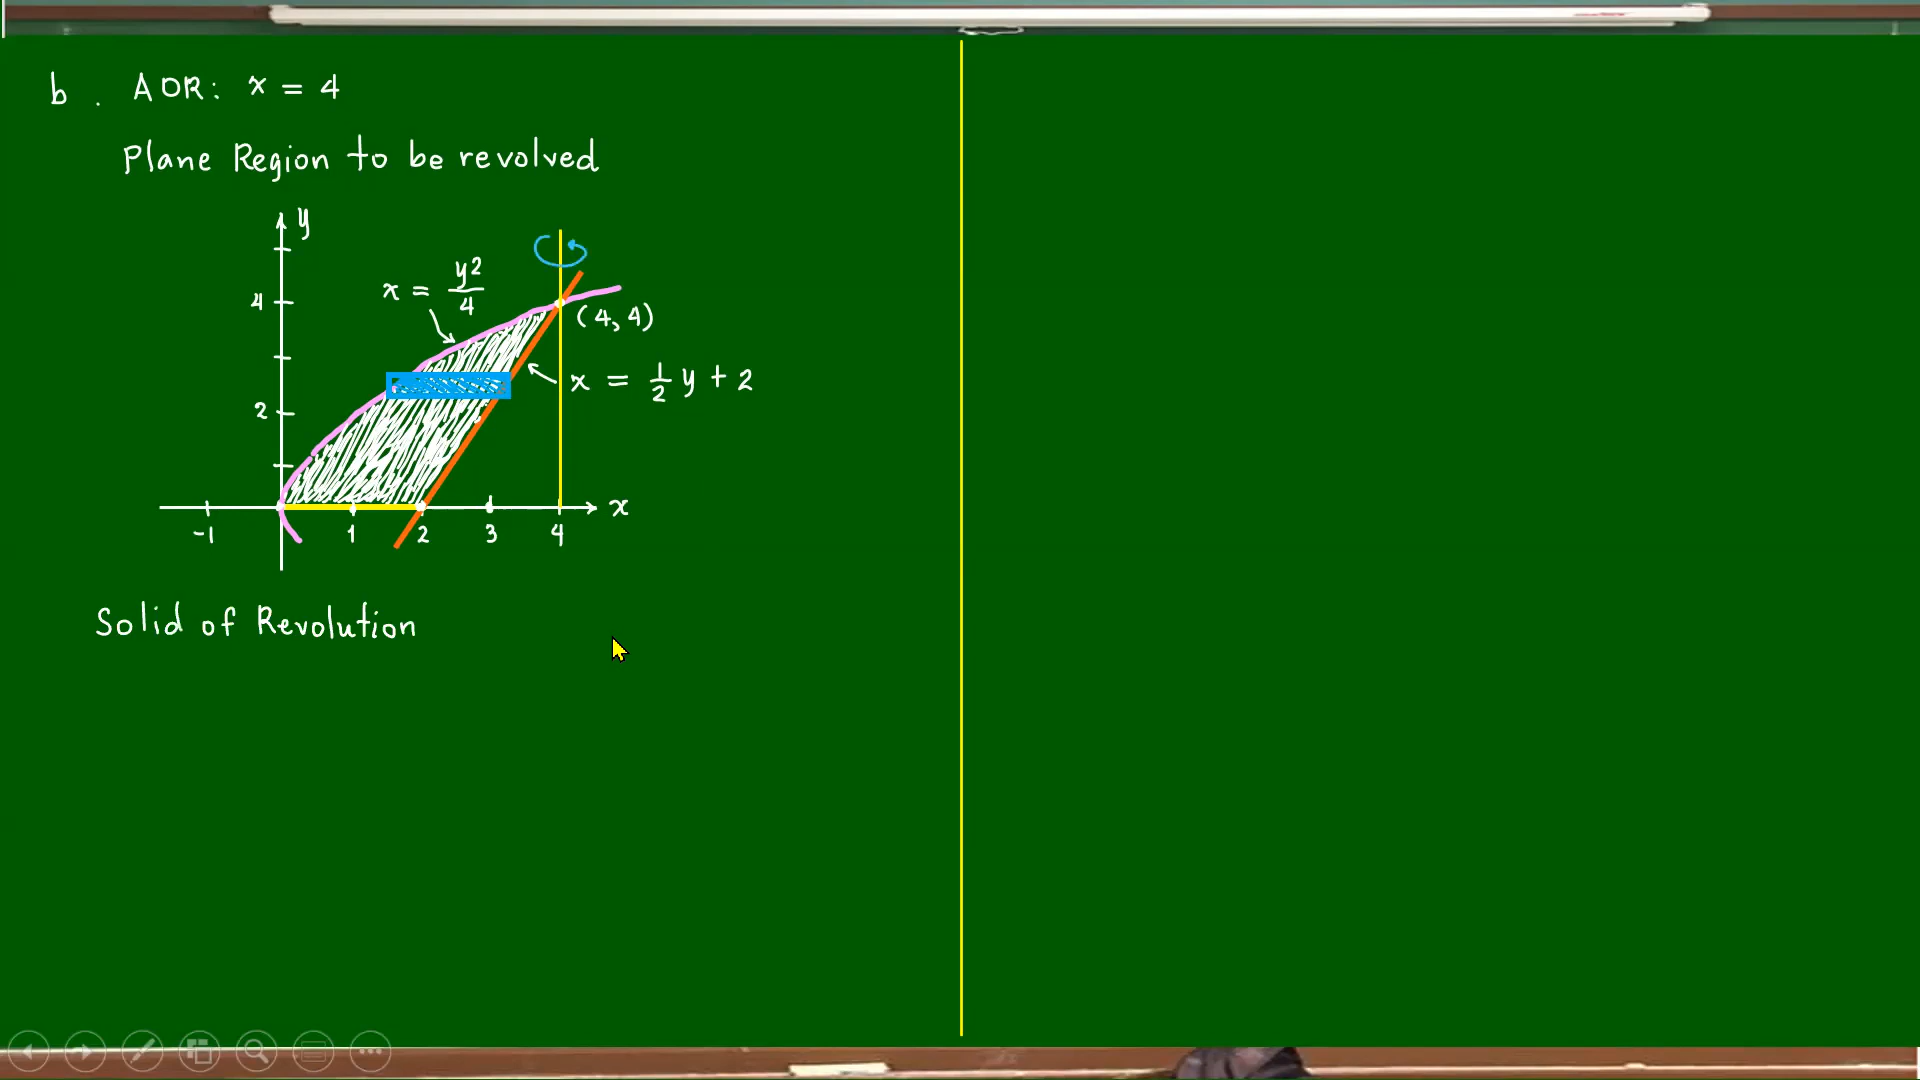 b. AOR: x = 4
Plane Region to be revolved
y
x = y2/4
4
(4, 4)
x = 1/2 y + 2
2
x
-1 1 2 3 4
Solid of Revolution